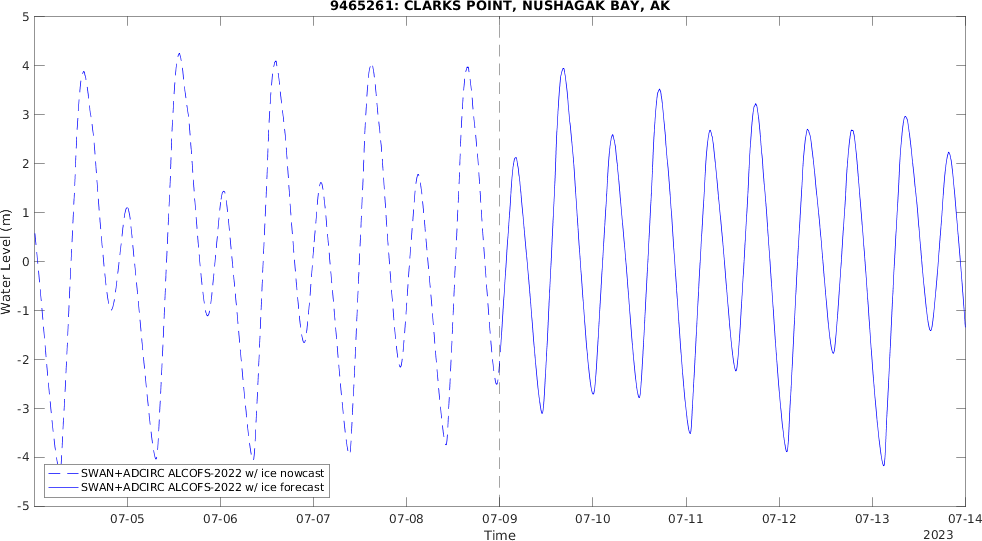 9465261: CLARKS POINT, NUSHAGAK BAY, AK
5
4
3
2
1
0
-1
-2
-3
-4
-5
Water Level (m)
SWAN+ADCIRC ALCOFS-2022 w/ ice nowcast
SWAN+ADCIRC ALCOFS-2022 w/ ice forecast
07-05 07-06 07-07 07-08 07-09 07-10 07-11 07-12 07-13 07-14
Time
2023